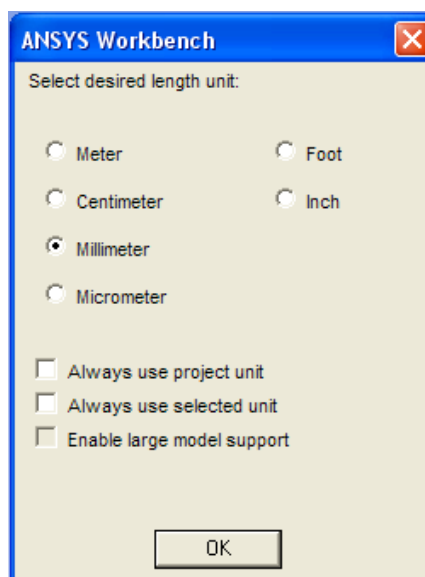 ANSYS Workbench
Select desired length unit:
Meter
Foot
Centimeter
Inch
Millimeter
Micrometer
Always use project unit
Always use selected unit
Enable large model support
OK